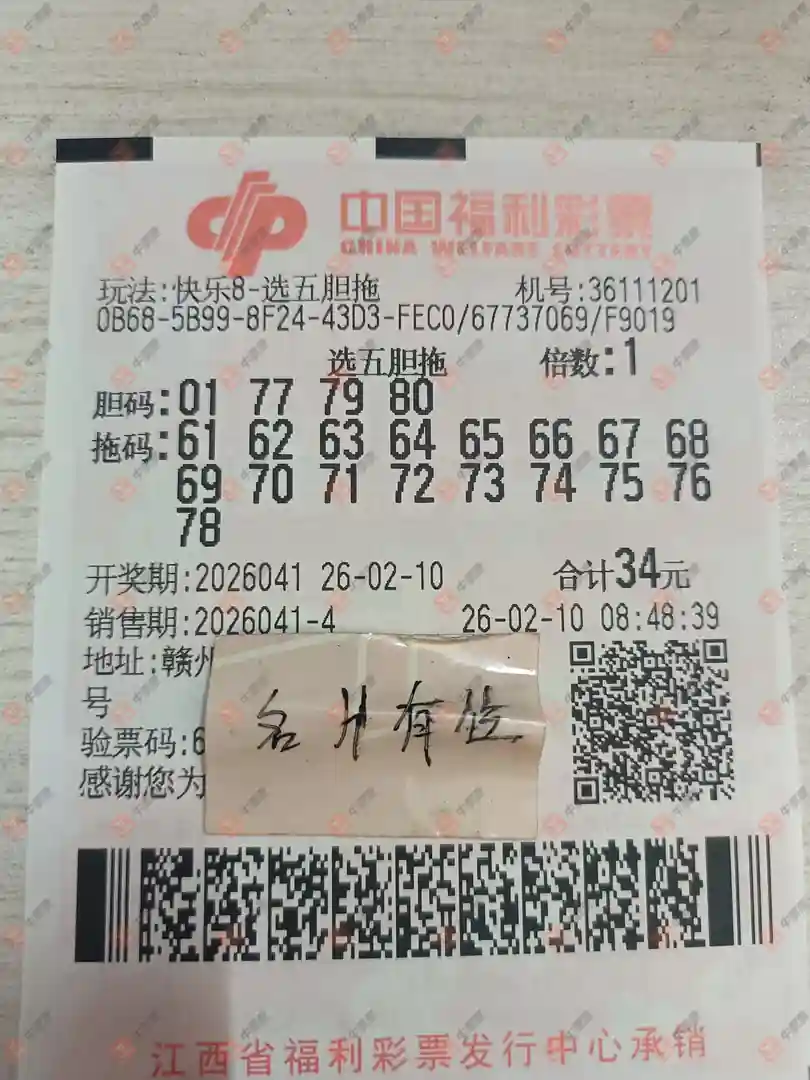 中国福利彩票
CHINA WELFARE LOTTERY
玩法:快乐8-选五胆拖 机号:36111201
0B68-5B99-8F24-43D3-FEC0/67737069/F9019
选五胆拖 倍数:1
胆码:01 77 79 80
拖码:61 62 63 64 65 66 67 68
69 70 71 72 73 74 75 76
78
开奖期:2026041 26-02-10 合计34元
销售期:2026041-4 26-02-10 08:48:39
地址:赣州
号
名片有位
验票码:6
感谢您为
江西省福利彩票发行中心承销